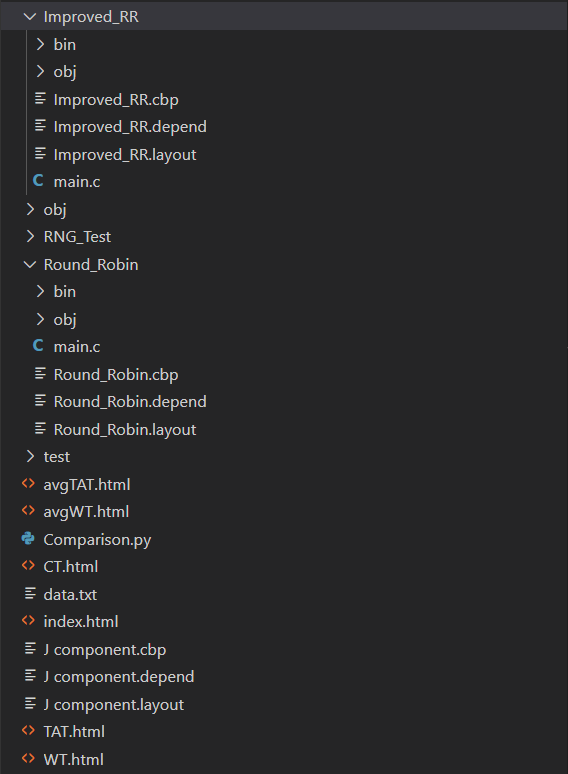 Improved_RR
bin
obj
Improved_RR.cbp
Improved_RR.depend
Improved_RR.layout
C main.c
obj
RNG_Test
Round_Robin
bin
obj
C main.c
Round_Robin.cbp
Round_Robin.depend
Round_Robin.layout
test
avgTAT.html
avgWT.html
Comparison.py
CT.html
data.txt
index.html
J component.cbp
J component.depend
J component.layout
TAT.html
WT.html